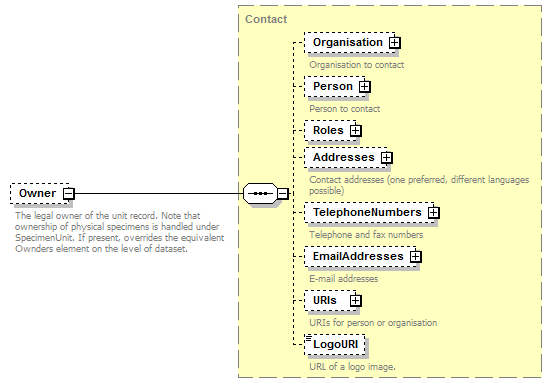 Contact
Organisation
Organisation to contact
Person
Person to contact
Roles
Addresses
Contact addresses (one preferred, different languages
possible)
Owner
The legal owner of the unit record. Note that
ownership of physical specimens is handled under
SpecimenUnit. If present, overrides the equivalent
Ownders element on the level of dataset.
TelephoneNumbers
Telephone and fax numbers
EmailAddresses
E-mail addresses
URIs
URIs for person or organisation
LogoURI
URL of a logo image.